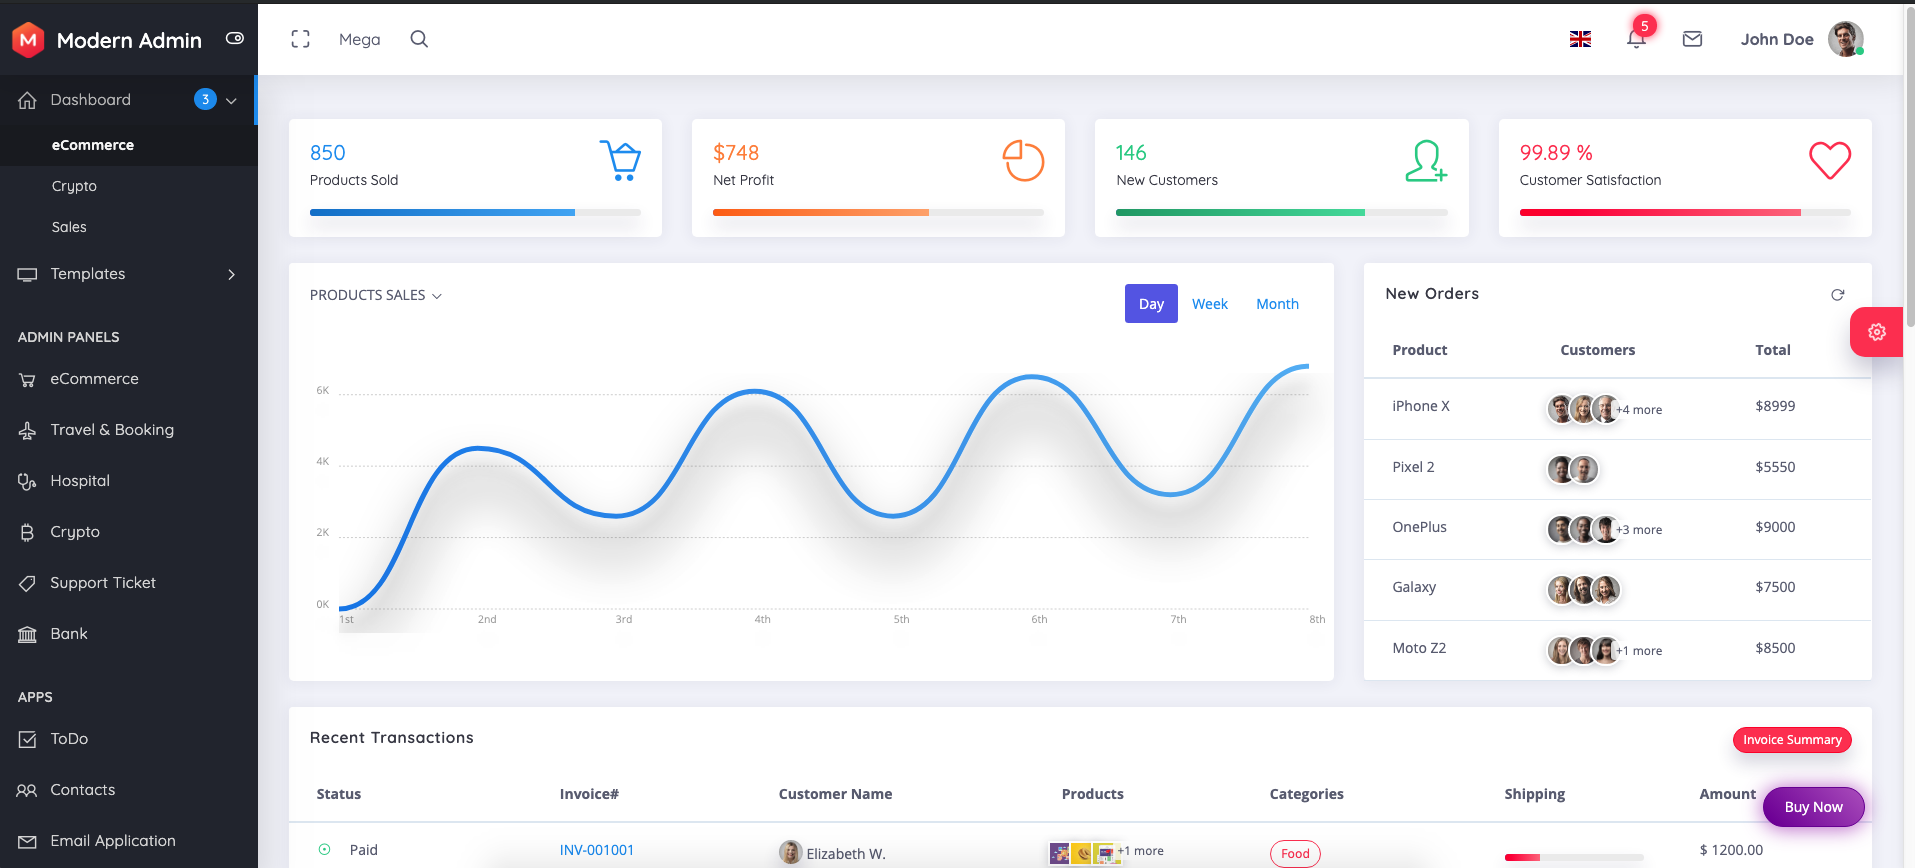 M Modern Admin
Mega
5
John Doe
Dashboard 3
eCommerce
Crypto
Sales
Templates
ADMIN PANELS
eCommerce
Travel & Booking
Hospital
Crypto
Support Ticket
Bank
APPS
ToDo
Contacts
Email Application
850
Products Sold
$748
Net Profit
146
New Customers
99.89 %
Customer Satisfaction
PRODUCTS SALES
Day Week Month
6K
4K
2K
0K
1st 2nd 3rd 4th 5th 6th 7th 8th
New Orders
Product Customers Total
iPhone X +4 more $8999
Pixel 2 $5550
OnePlus +3 more $9000
Galaxy $7500
Moto Z2 +1 more $8500
Recent Transactions
Invoice Summary
Status Invoice# Customer Name Products Categories Shipping Amount
Buy Now
Paid INV-001001 Elizabeth W. +1 more Food $ 1200.00